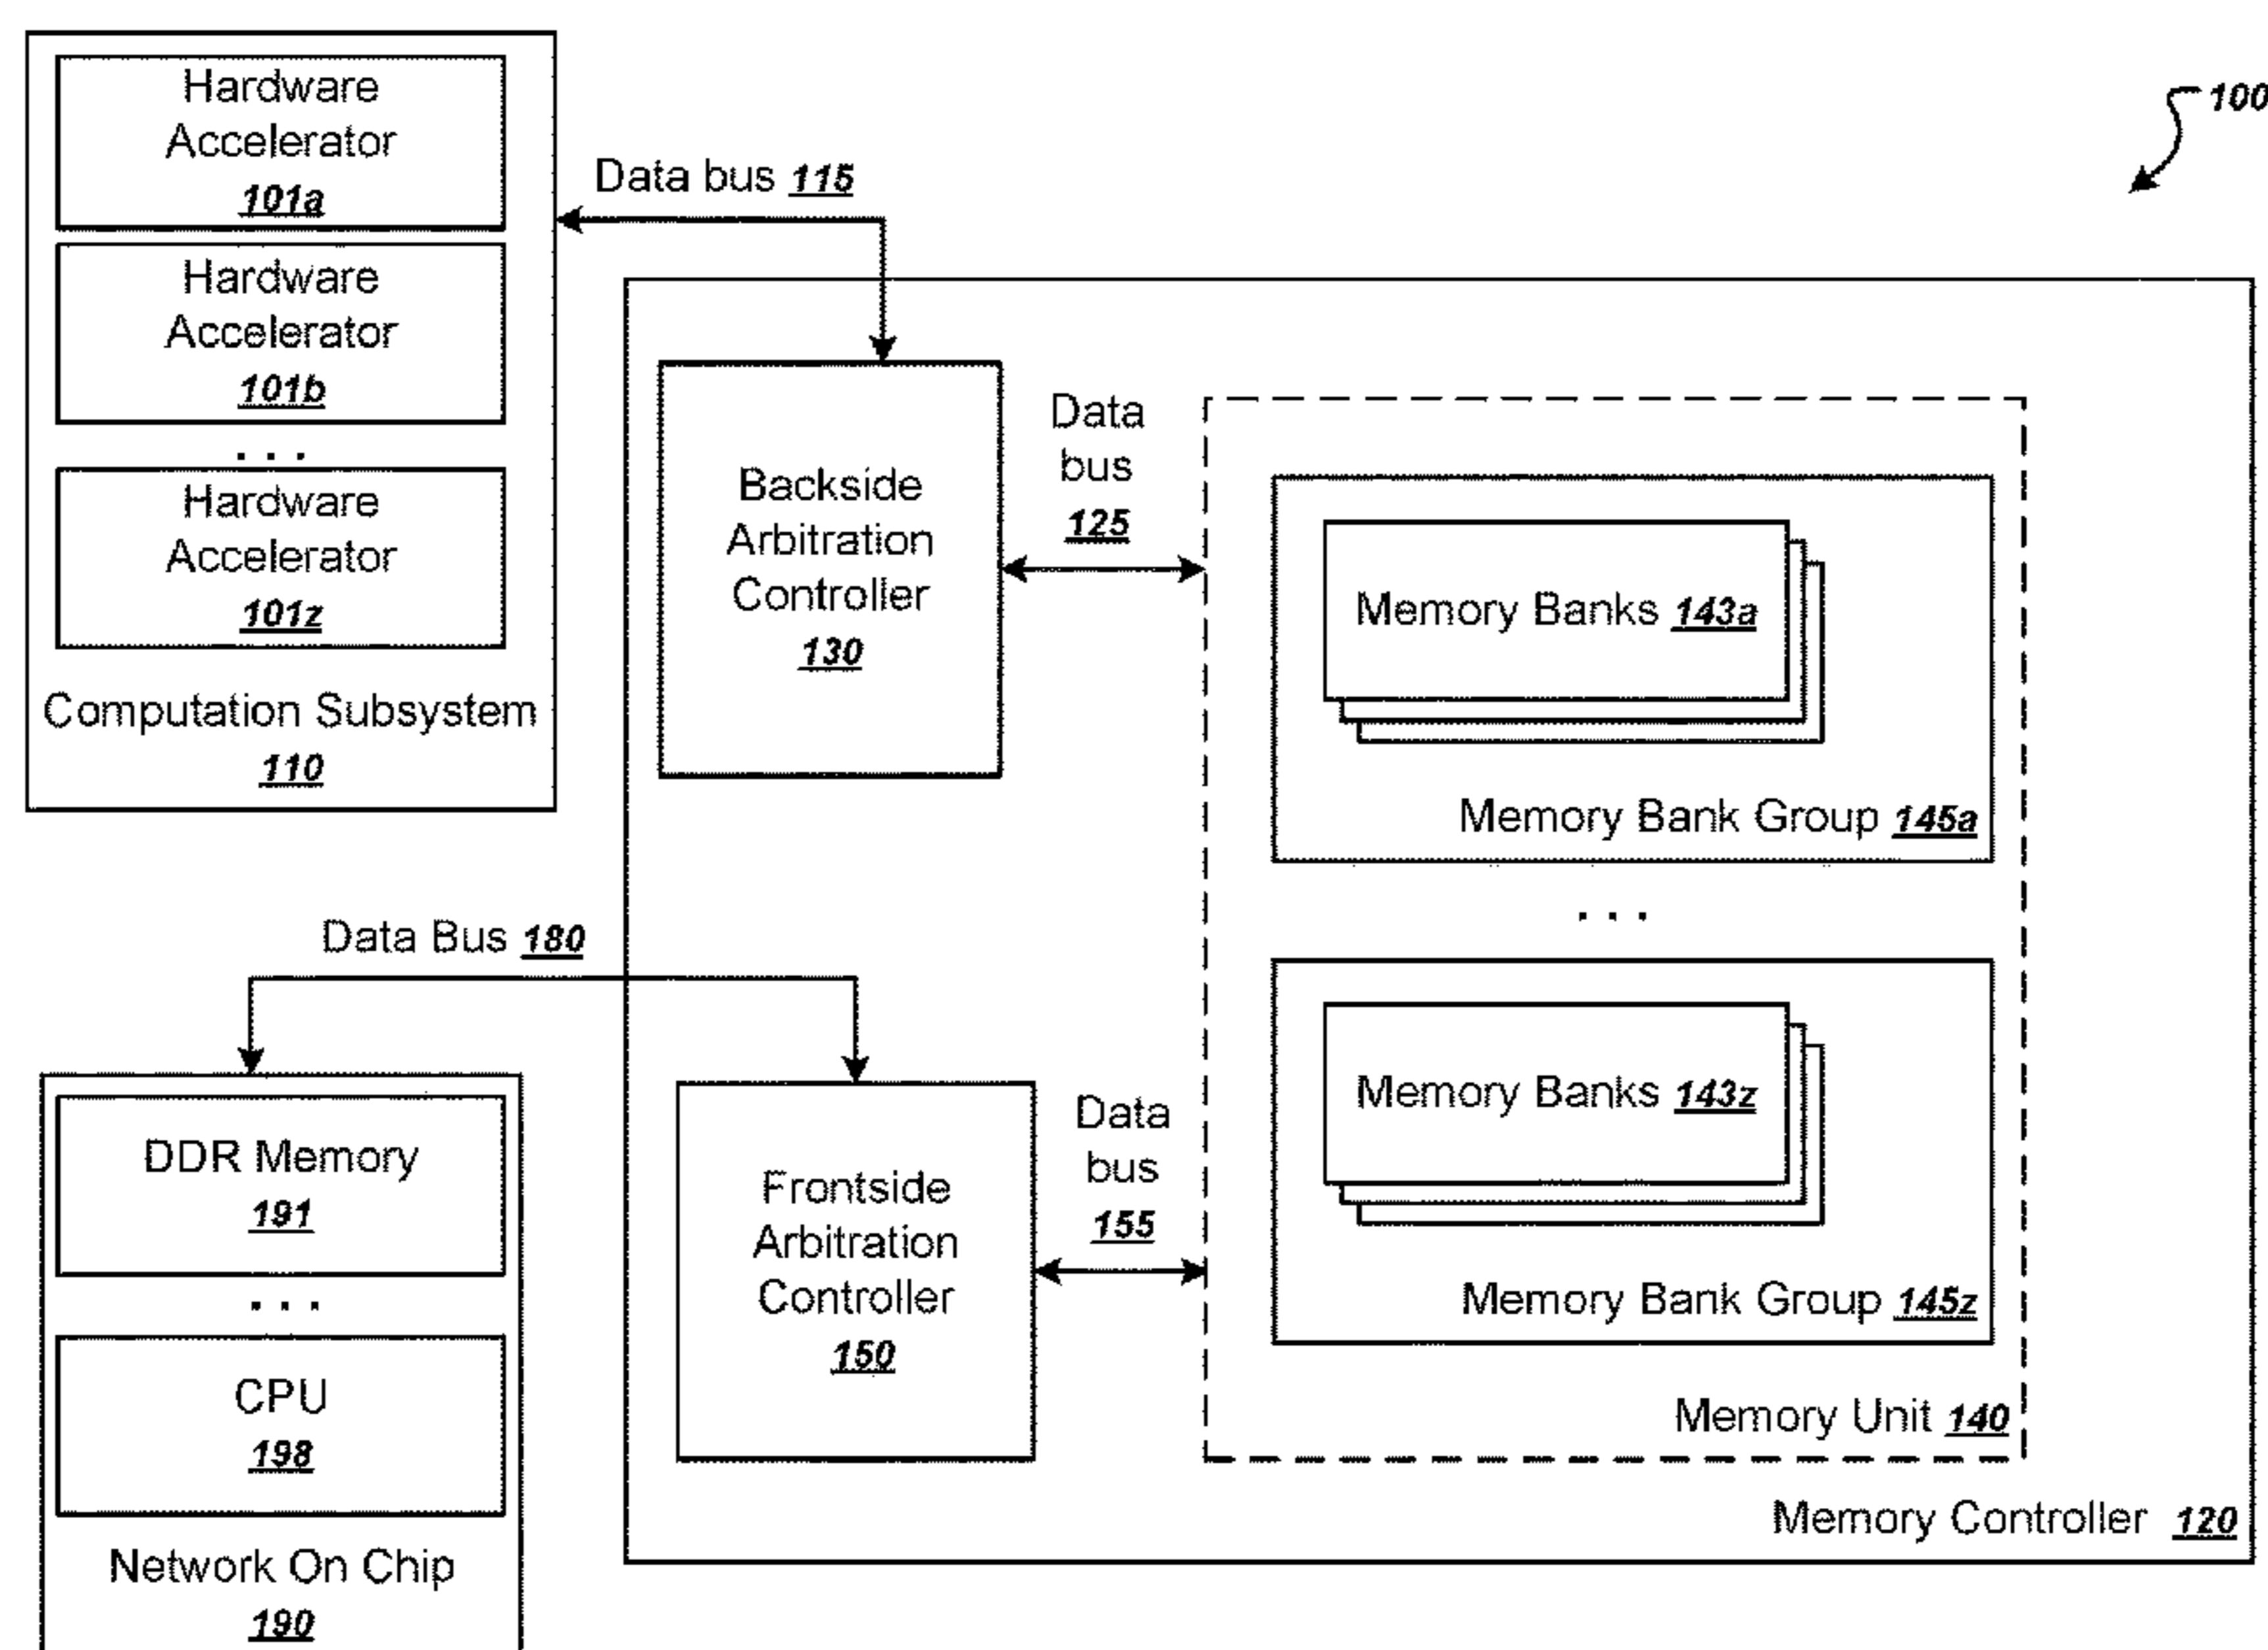 Hardware
Accelerator
101a
Hardware
Accelerator
101b
. . .
Hardware
Accelerator
101z
Computation Subsystem
110
Data bus 115
100
Backside
Arbitration
Controller
130
Data
bus
125
Memory Banks 143a
Memory Bank Group 145a
. . .
Memory Banks 143z
Memory Bank Group 145z
Memory Unit 140
Memory Controller 120
Data Bus 180
Frontside
Arbitration
Controller
150
Data
bus
155
DDR Memory
191
. . .
CPU
198
Network On Chip
190